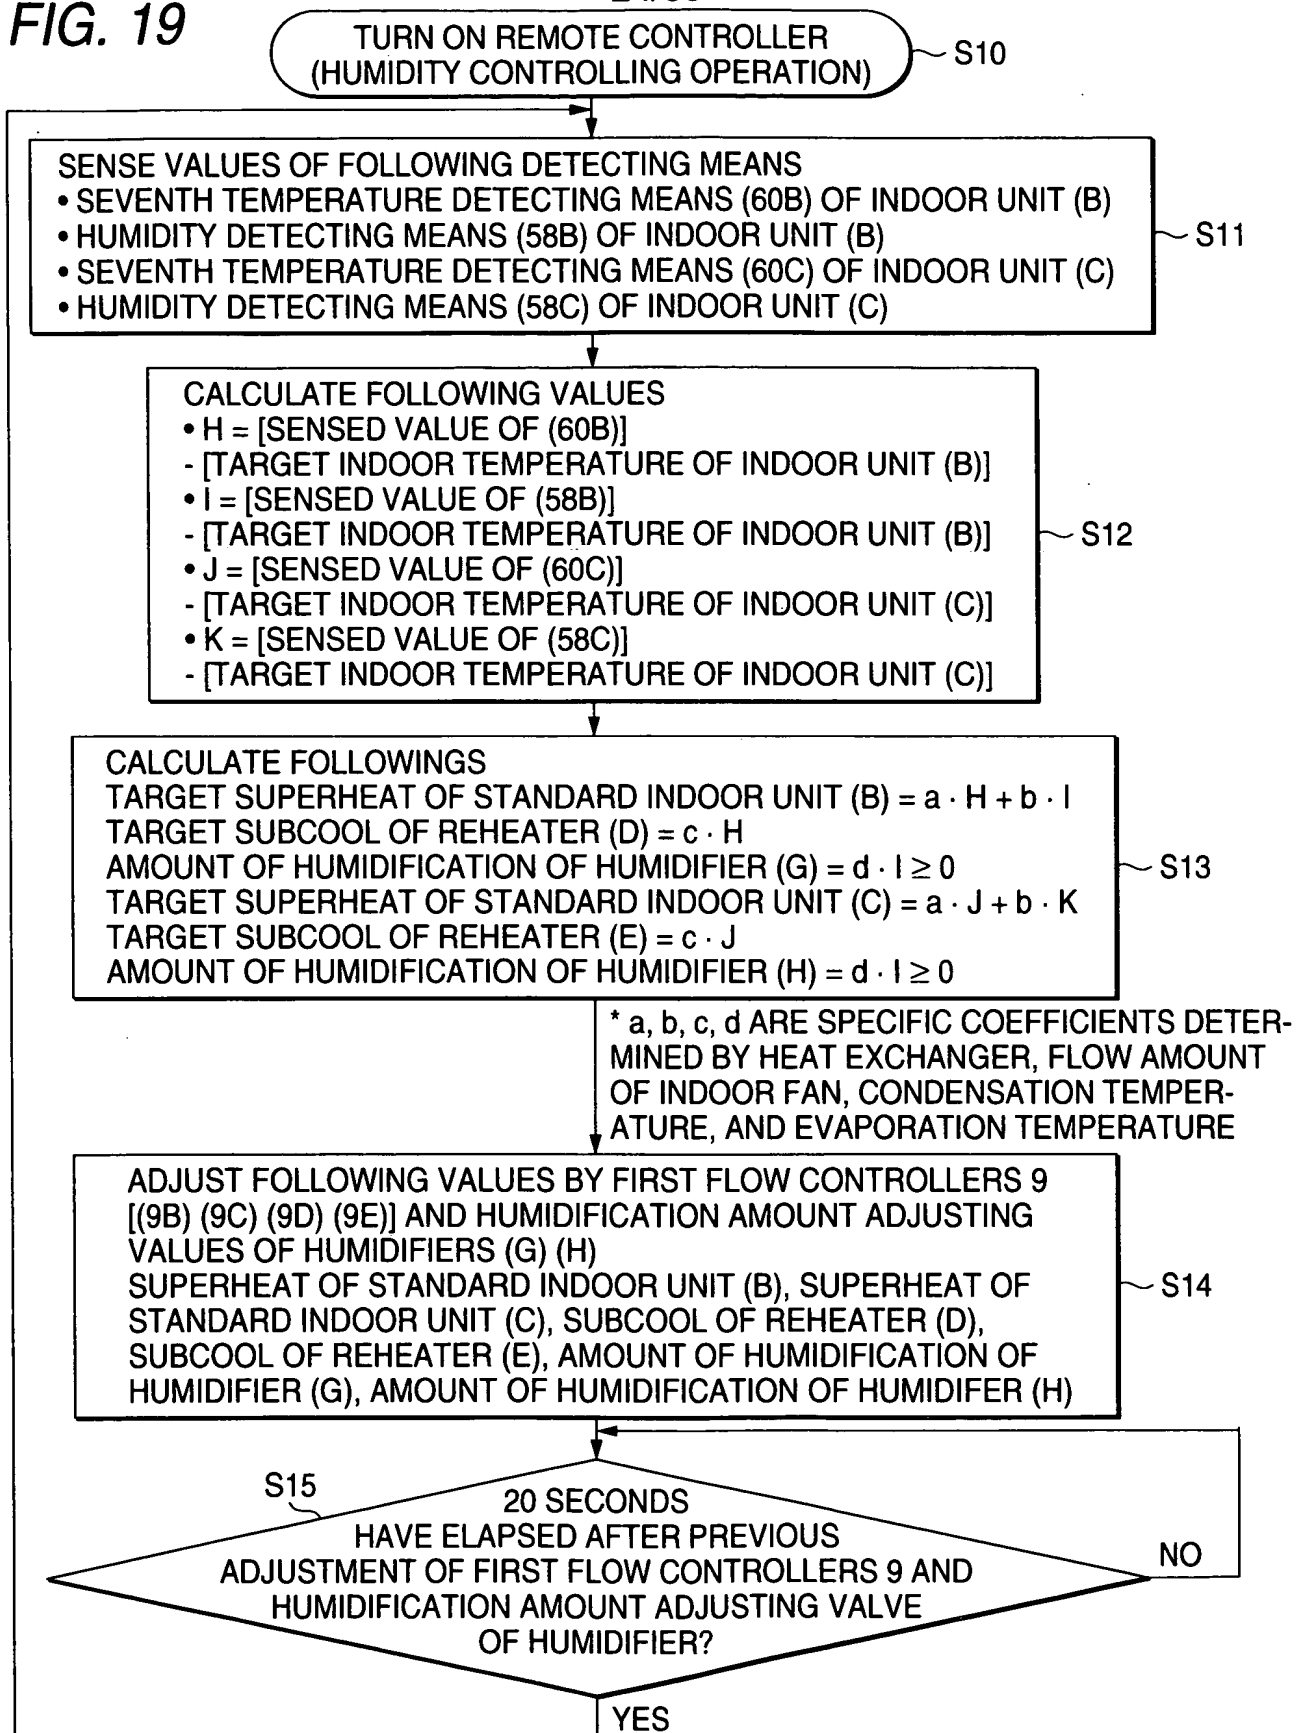 FIG. 19
TURN ON REMOTE CONTROLLER
(HUMIDITY CONTROLLING OPERATION)
S10
SENSE VALUES OF FOLLOWING DETECTING MEANS
• SEVENTH TEMPERATURE DETECTING MEANS (60B) OF INDOOR UNIT (B)
• HUMIDITY DETECTING MEANS (58B) OF INDOOR UNIT (B)
• SEVENTH TEMPERATURE DETECTING MEANS (60C) OF INDOOR UNIT (C)
• HUMIDITY DETECTING MEANS (58C) OF INDOOR UNIT (C)
S11
CALCULATE FOLLOWING VALUES
• H = [SENSED VALUE OF (60B)]
- [TARGET INDOOR TEMPERATURE OF INDOOR UNIT (B)]
• I = [SENSED VALUE OF (58B)]
- [TARGET INDOOR TEMPERATURE OF INDOOR UNIT (B)]
• J = [SENSED VALUE OF (60C)]
- [TARGET INDOOR TEMPERATURE OF INDOOR UNIT (C)]
• K = [SENSED VALUE OF (58C)]
- [TARGET INDOOR TEMPERATURE OF INDOOR UNIT (C)]
S12
CALCULATE FOLLOWINGS
TARGET SUPERHEAT OF STANDARD INDOOR UNIT (B) = a · H + b · I
TARGET SUBCOOL OF REHEATER (D) = c · H
AMOUNT OF HUMIDIFICATION OF HUMIDIFIER (G) = d · I ≥ 0
TARGET SUPERHEAT OF STANDARD INDOOR UNIT (C) = a · J + b · K
TARGET SUBCOOL OF REHEATER (E) = c · J
AMOUNT OF HUMIDIFICATION OF HUMIDIFIER (H) = d · I ≥ 0
S13
* a, b, c, d ARE SPECIFIC COEFFICIENTS DETER-
MINED BY HEAT EXCHANGER, FLOW AMOUNT
OF INDOOR FAN, CONDENSATION TEMPER-
ATURE, AND EVAPORATION TEMPERATURE
ADJUST FOLLOWING VALUES BY FIRST FLOW CONTROLLERS 9
[(9B) (9C) (9D) (9E)] AND HUMIDIFICATION AMOUNT ADJUSTING
VALUES OF HUMIDIFIERS (G) (H)
SUPERHEAT OF STANDARD INDOOR UNIT (B), SUPERHEAT OF
STANDARD INDOOR UNIT (C), SUBCOOL OF REHEATER (D),
SUBCOOL OF REHEATER (E), AMOUNT OF HUMIDIFICATION OF
HUMIDIFIER (G), AMOUNT OF HUMIDIFICATION OF HUMIDIFER (H)
S14
S15
20 SECONDS
HAVE ELAPSED AFTER PREVIOUS
ADJUSTMENT OF FIRST FLOW CONTROLLERS 9 AND
HUMIDIFICATION AMOUNT ADJUSTING VALVE
OF HUMIDIFIER?
NO
YES